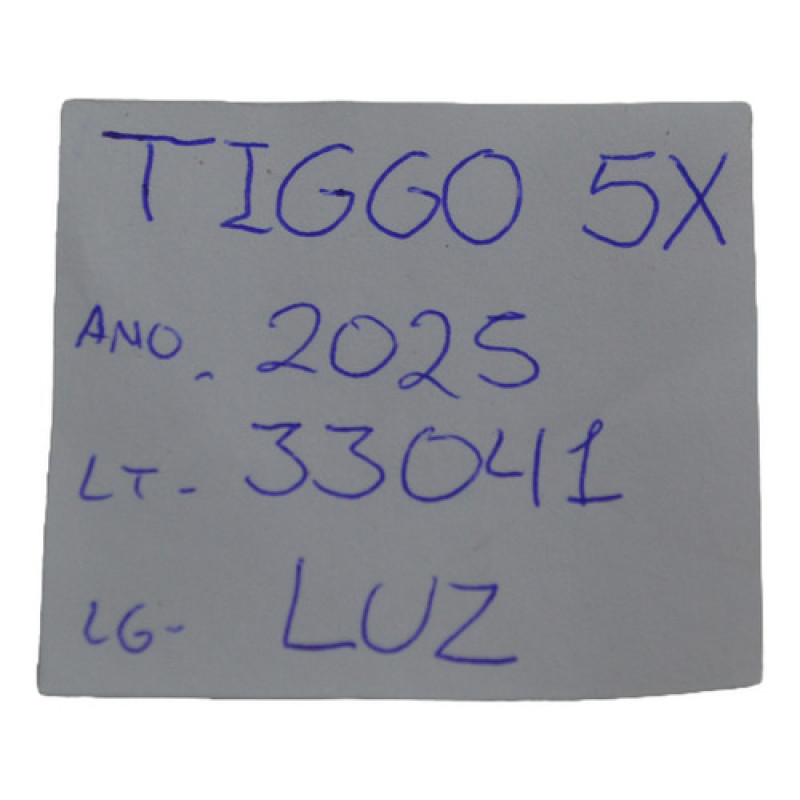 TIGGO 5X
ANO. 2025
LT- 33041
LG- LUZ